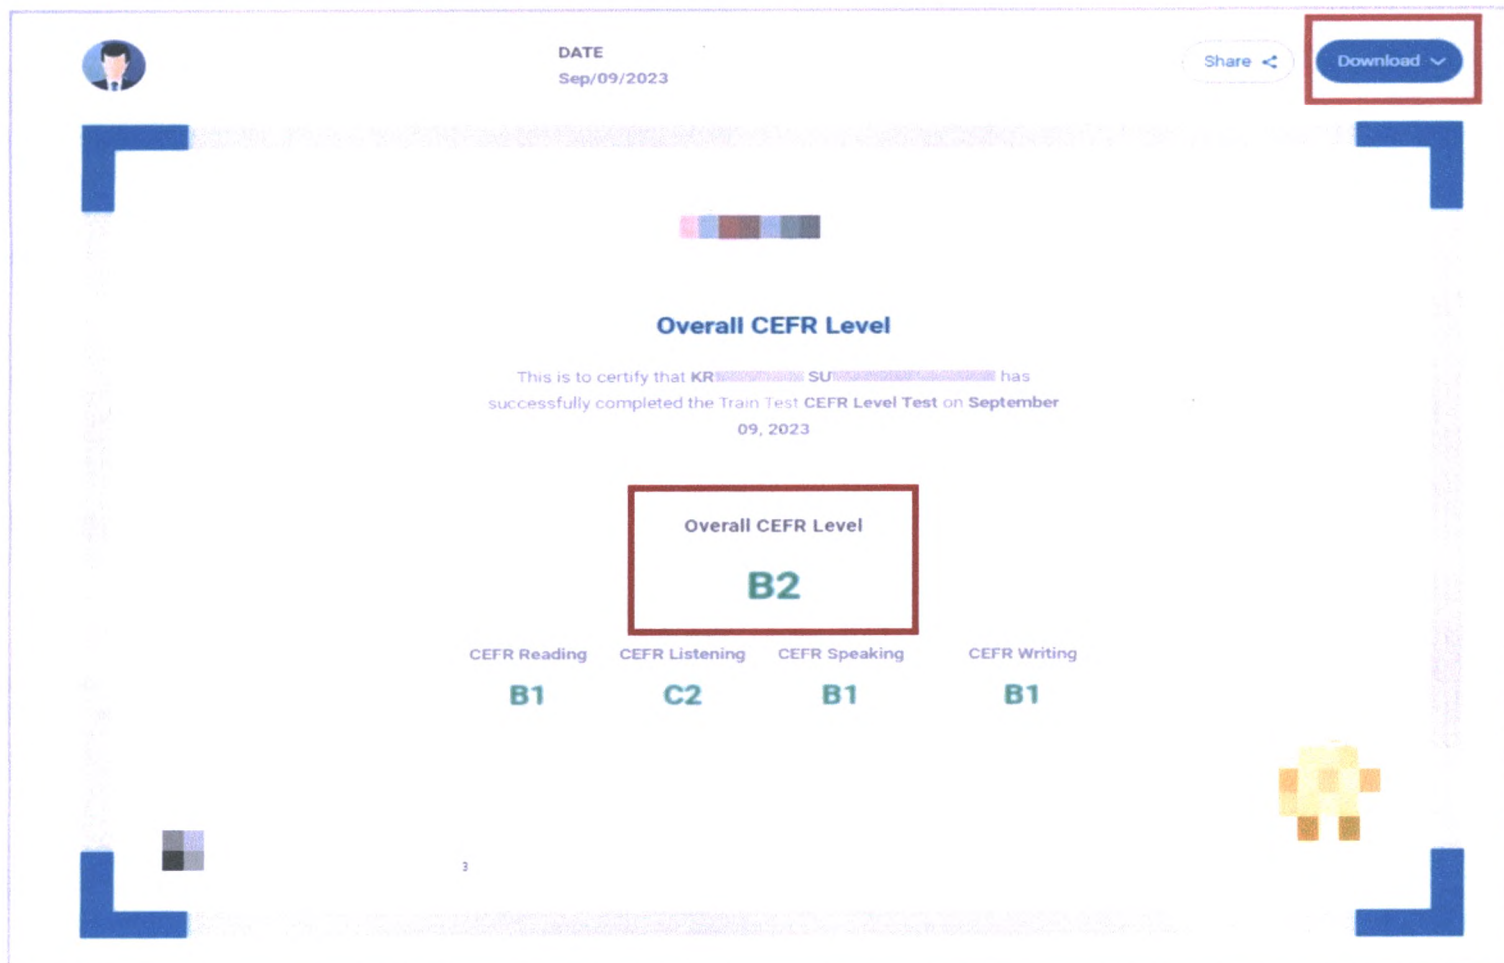 DATE
Sep/09/2023
Share
Download
Overall CEFR Level
This is to certify that KR SU has
successfully completed the Train Test CEFR Level Test on September
09, 2023
Overall CEFR Level
B2
CEFR Reading CEFR Listening CEFR Speaking CEFR Writing
B1 C2 B1 B1
3